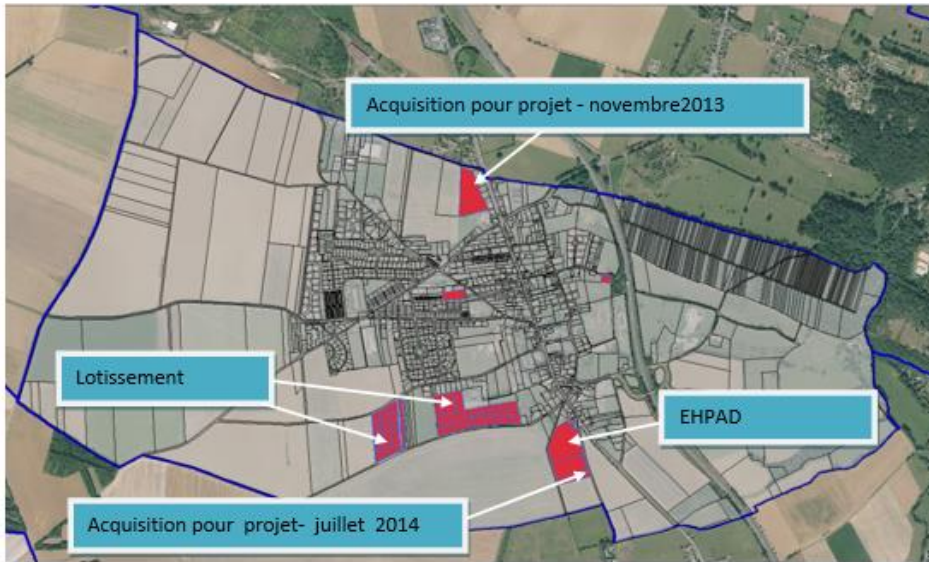 Acquisition pour projet - novembre2013
Lotissement
EHPAD
Acquisition pour  projet-  juillet  2014